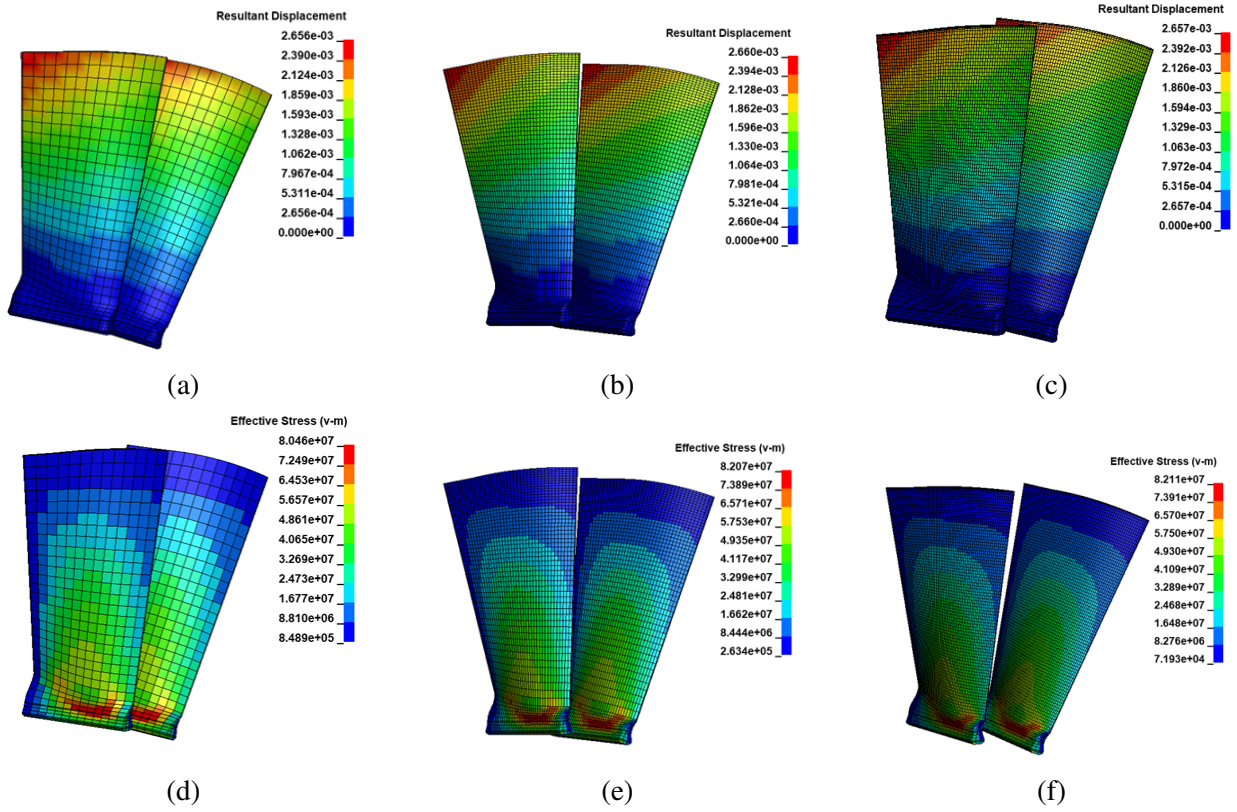 Resultant Displacement
2.656e-03
2.390e-03
2.124e-03
1.859e-03
1.593e-03
1.328e-03
1.062e-03
7.967e-04
5.311e-04
2.656e-04
0.000e+00
(a)
Resultant Displacement
2.660e-03
2.394e-03
2.128e-03
1.862e-03
1.596e-03
1.330e-03
1.064e-03
7.981e-04
5.321e-04
2.660e-04
0.000e+00
(b)
Resultant Displacement
2.657e-03
2.392e-03
2.126e-03
1.860e-03
1.594e-03
1.329e-03
1.063e-03
7.972e-04
5.315e-04
2.657e-04
0.000e+00
(c)
Effective Stress (v-m)
8.046e+07
7.249e+07
6.453e+07
5.657e+07
4.861e+07
4.065e+07
3.269e+07
2.473e+07
1.677e+07
8.810e+06
8.489e+05
(d)
Effective Stress (v-m)
8.207e+07
7.389e+07
6.571e+07
5.753e+07
4.935e+07
4.117e+07
3.299e+07
2.481e+07
1.662e+07
8.444e+06
2.634e+05
(e)
Effective Stress (v-m)
8.211e+07
7.391e+07
6.570e+07
5.750e+07
4.930e+07
4.109e+07
3.289e+07
2.468e+07
1.648e+07
8.276e+06
7.193e+04
(f)